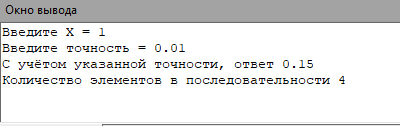 Окно вывода
Введите X = 1
Введите точность = 0.01
С учётом указанной точности, ответ 0.15
Количество элементов в последовательности 4